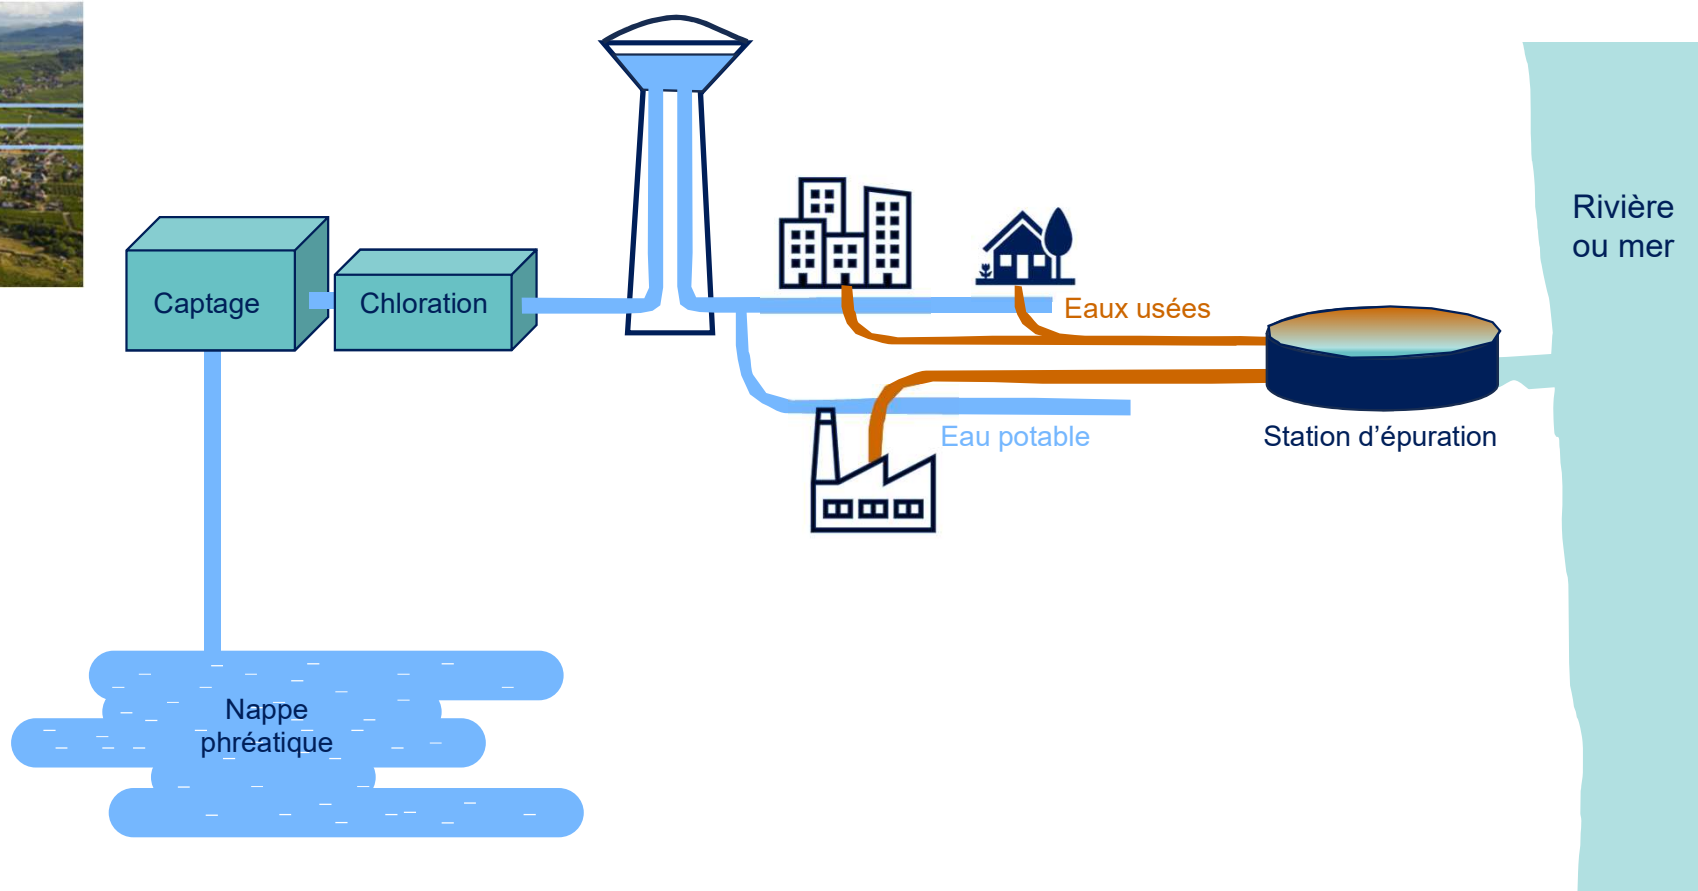 Rivière
ou mer
Captage
Chloration
Eaux usées
Eau potable
Station d’épuration
Nappe
phréatique